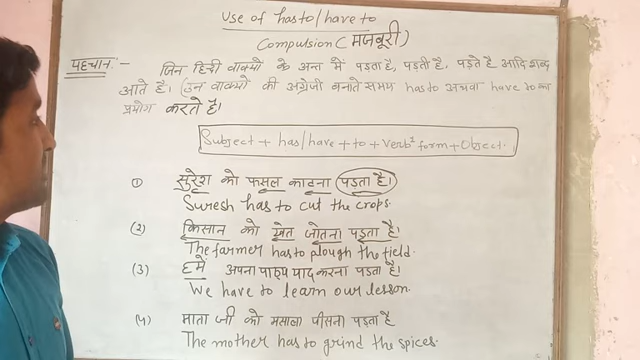 Use of has to/have to
Compulsion (मजबूरी)
पहचान :- जिन हिन्दी वाक्यों के अन्त में पड़ता है, पड़ती है, पड़ते है आदि शब्द
आते है। (उन वाक्यों की अंग्रेजी बनाते समय has to अथवा have to का
प्रयोग करते है।
Subject + has/have + to + verb¹ form + Object.
(1) सुरेश को फसल काटना पड़ता है।
Suresh has to cut the crops.
(2) किसान को खेत जोतना पड़ता है।
The farmer has to plough the field.
(3) हमें अपना पाठ याद करना पड़ता है।
We have to learn our lesson.
(4) माता जी को मसाला पीसना पड़ता है
The mother has to grind the spices.